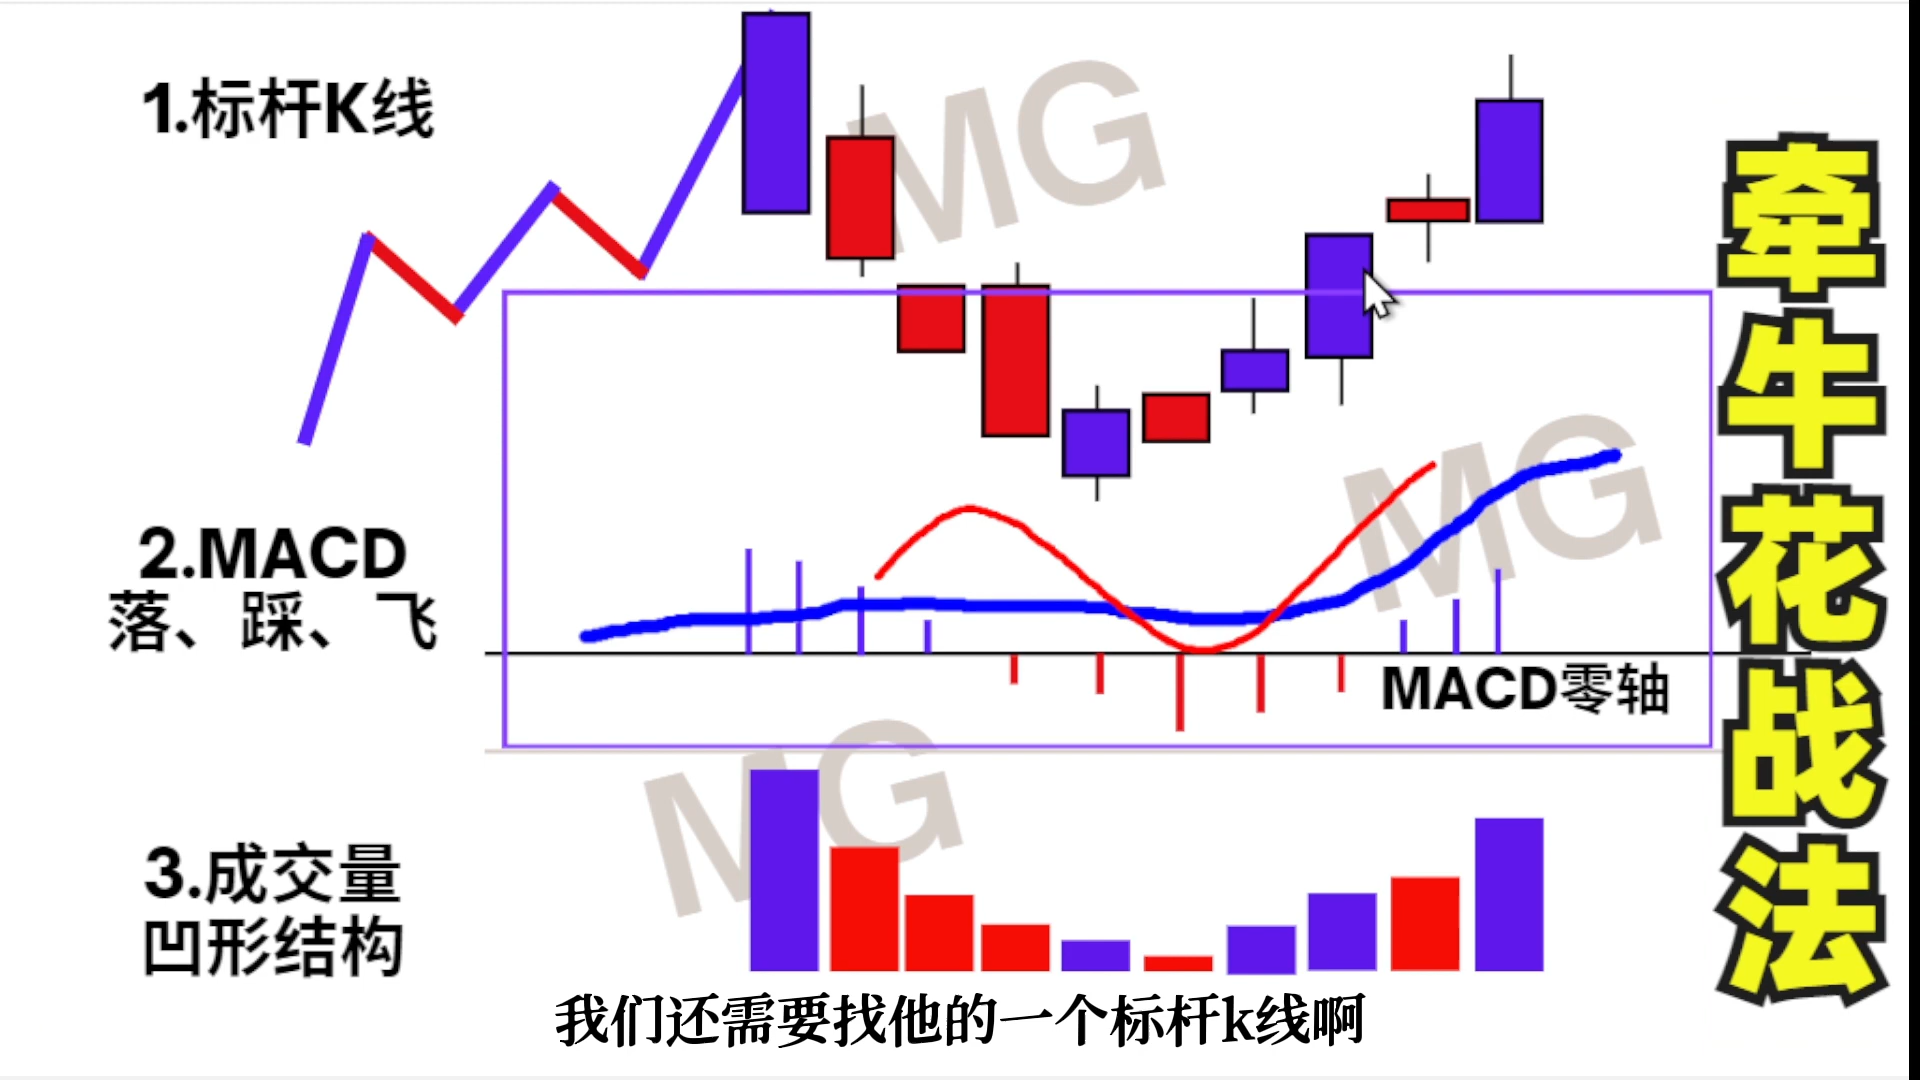 1.标杆K线
MG
牵牛花战法
MG
2.MACD
落、踩、飞
MACD零轴
MG
3.成交量
凹形结构
我们还需要找他的一个标杆k线啊